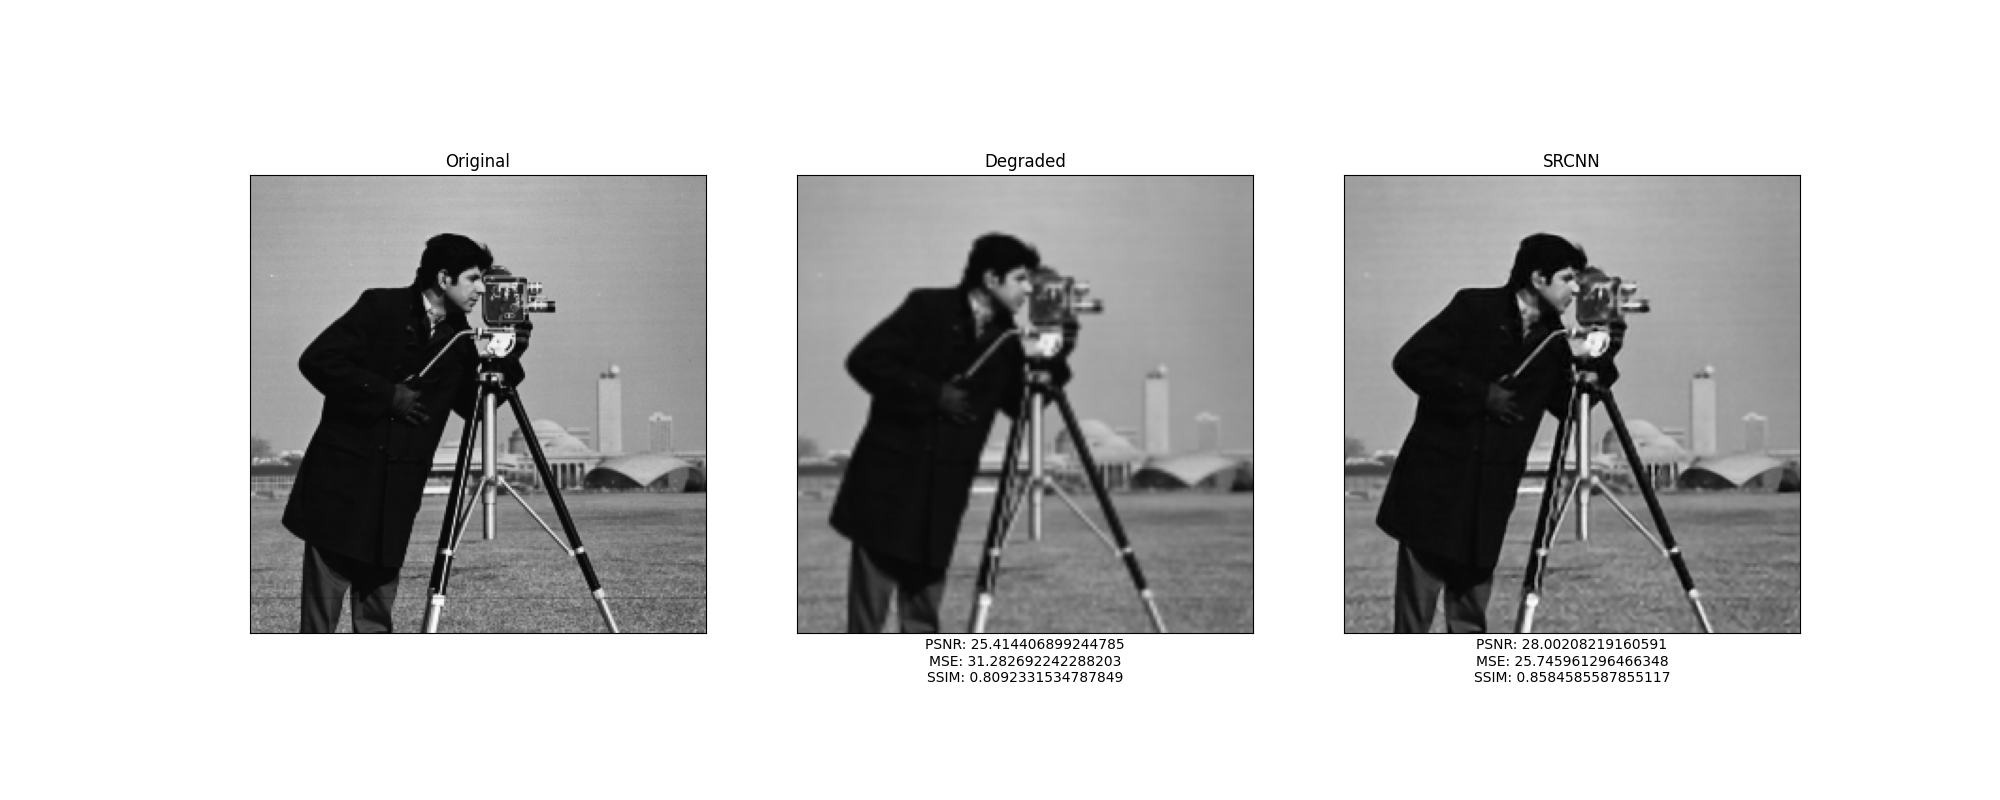 Original
Degraded
SRCNN
PSNR: 25.414406899244785
MSE: 31.282692242288203
SSIM: 0.8092331534787849
PSNR: 28.00208219160591
MSE: 25.745961296466348
SSIM: 0.8584585587855117